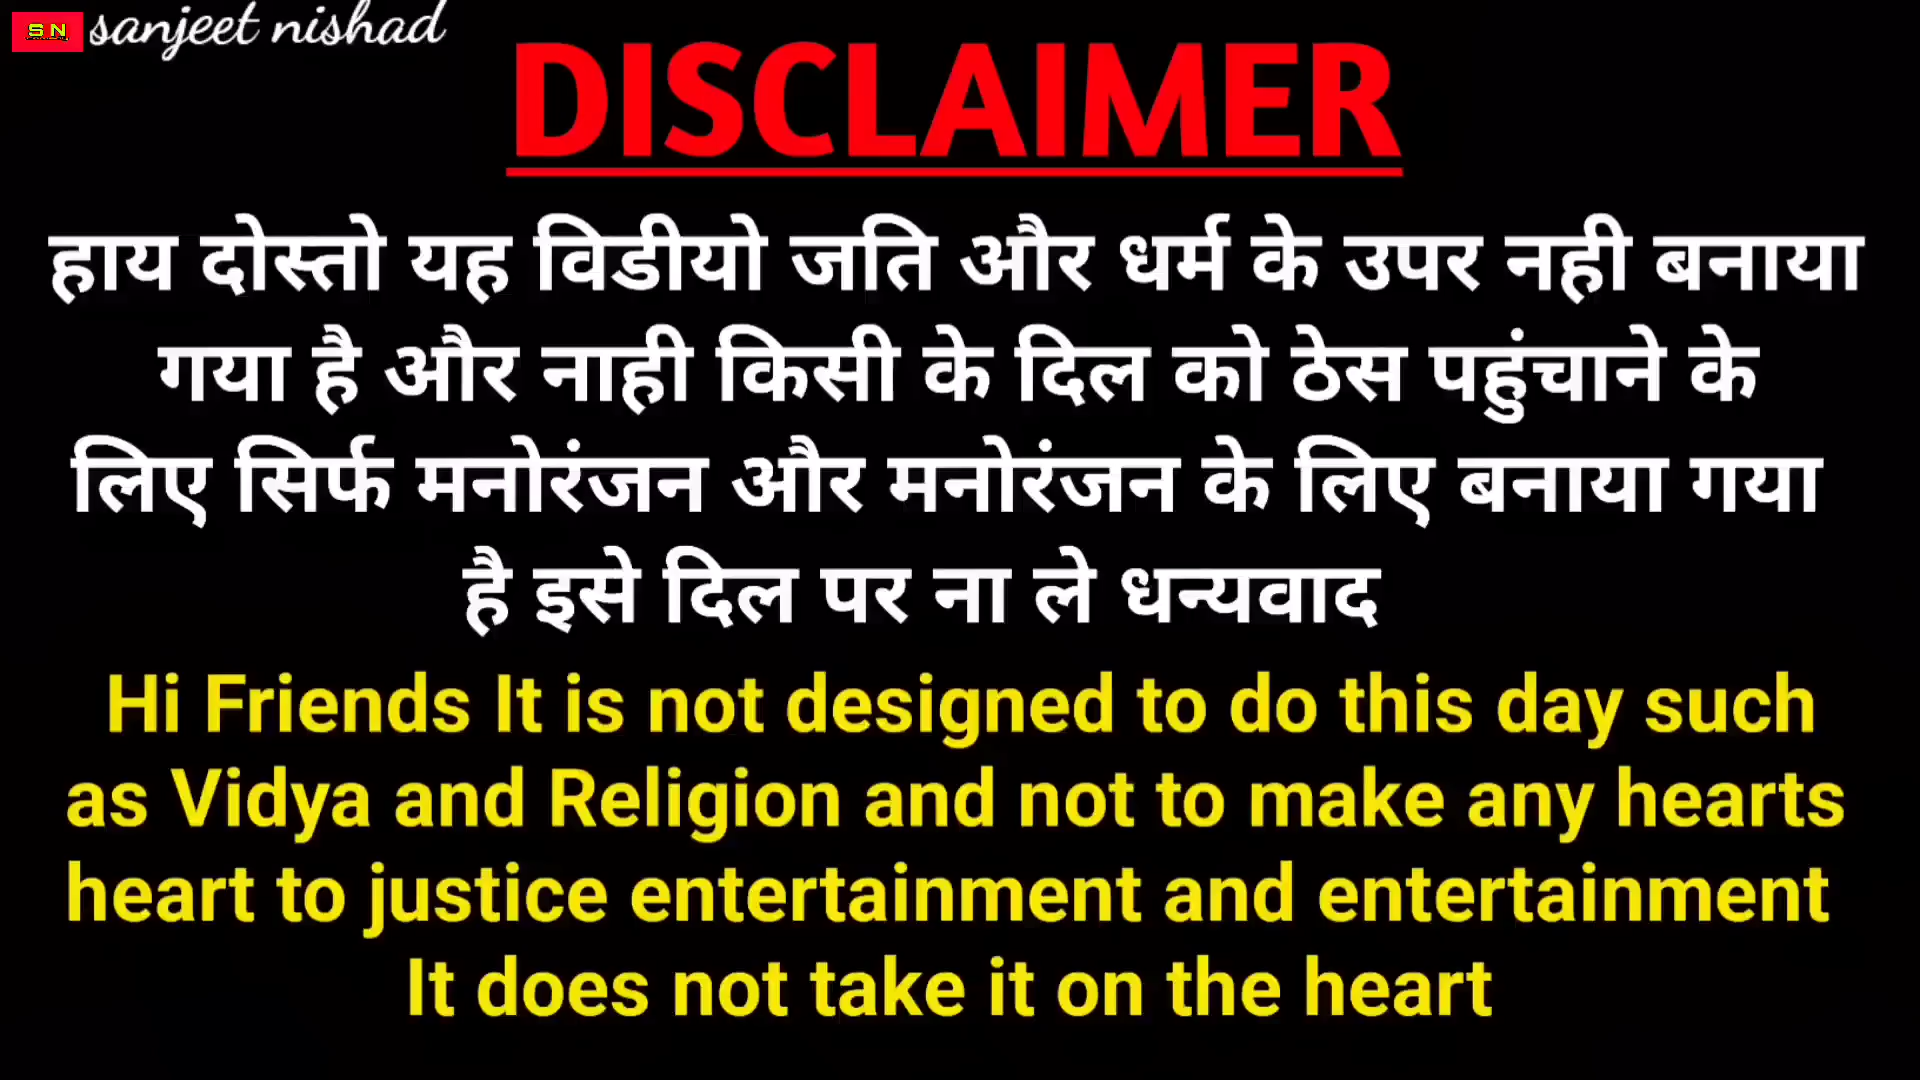 SN sanjeet nishad
DISCLAIMER
हाय दोस्तो यह विडीयो जति और धर्म के उपर नही बनाया
गया है और नाही किसी के दिल को ठेस पहुंचाने के
लिए सिर्फ मनोरंजन और मनोरंजन के लिए बनाया गया
है इसे दिल पर ना ले धन्यवाद
Hi Friends It is not designed to do this day such
as Vidya and Religion and not to make any hearts
heart to justice entertainment and entertainment
It does not take it on the heart